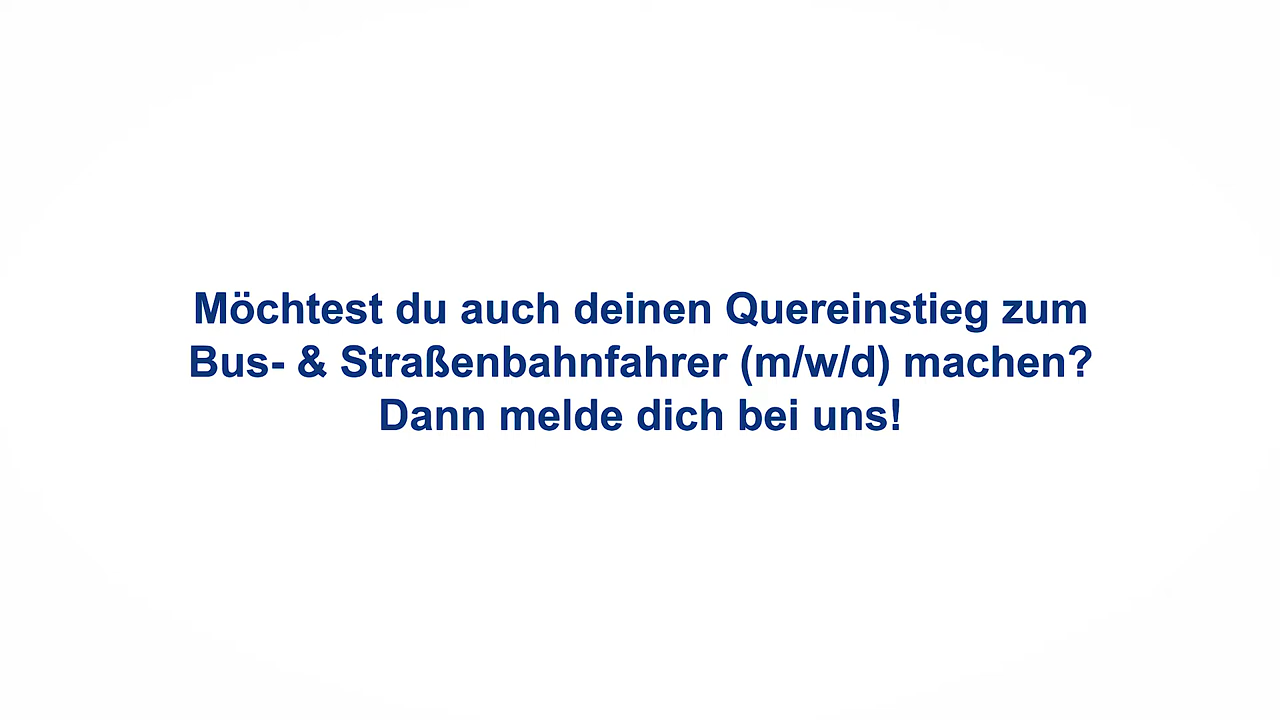 Möchtest du auch deinen Quereinstieg zum
Bus- & Straßenbahnfahrer (m/w/d) machen?
Dann melde dich bei uns!